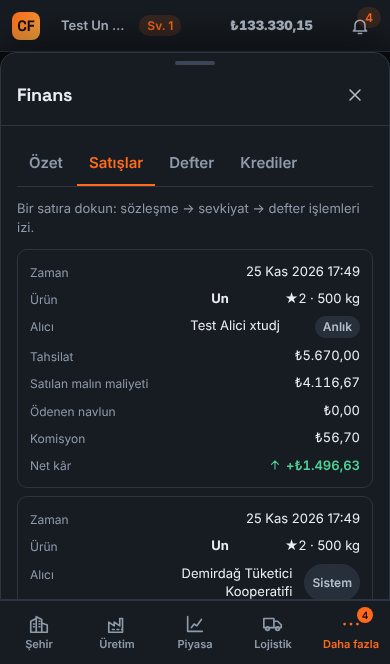 CF Test Un ... Sv. 1 ₺133.330,15 4
Finans
Özet Satışlar Defter Krediler
Bir satıra dokun: sözleşme → sevkiyat → defter işlemleri
izi.
Zaman 25 Kas 2026 17:49
Ürün Un ★2 · 500 kg
Alıcı Test Alici xtudj Anlık
Tahsilat ₺5.670,00
Satılan malın maliyeti ₺4.116,67
Ödenen navlun ₺0,00
Komisyon ₺56,70
Net kâr ↑ +₺1.496,63
Zaman 25 Kas 2026 17:49
Ürün Un ★2 · 500 kg
Alıcı Demirdağ Tüketici Sistem
Kooperatifi
4
Şehir Üretim Piyasa Lojistik Daha fazla